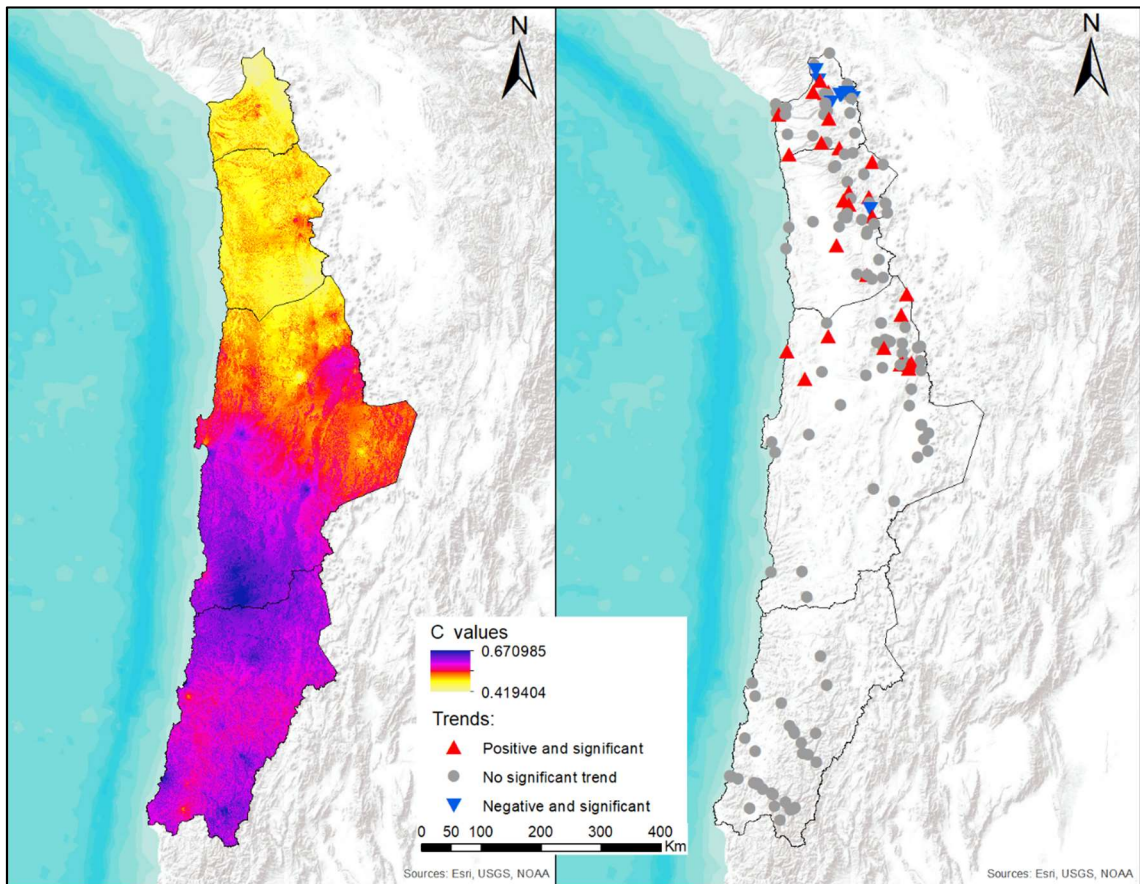 N
N
C values
0.670985
0.419404
Trends:
Positive and significant
No significant trend
Negative and significant
0 50 100 200 300 400
Km
Sources: Esri, USGS, NOAA
Sources: Esri, USGS, NOAA